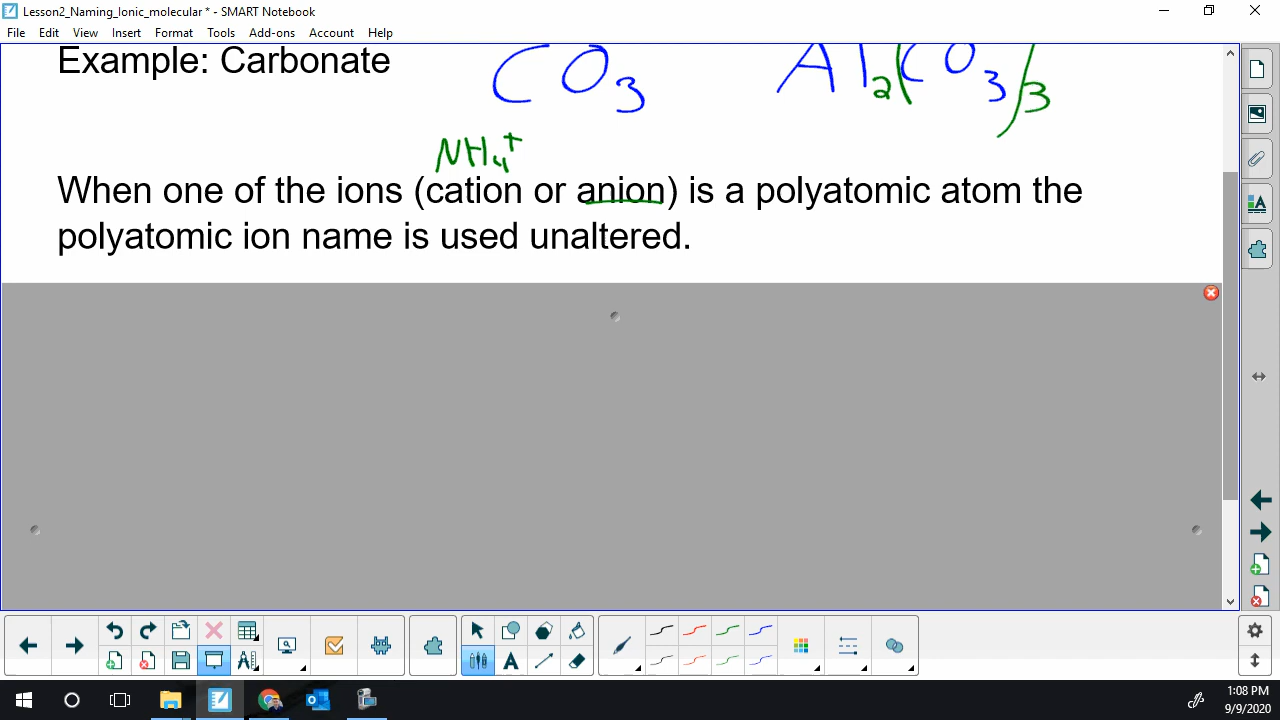 Lesson2_Naming_Ionic_molecular * - SMART Notebook
File Edit View Insert Format Tools Add-ons Account Help
Example: Carbonate CO3 Al2(CO3)3
NH4+
When one of the ions (cation or anion) is a polyatomic atom the
polyatomic ion name is used unaltered.
1:08 PM
9/9/2020